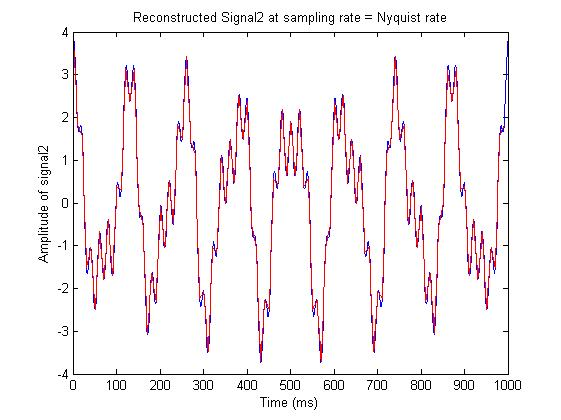 Reconstructed Signal2 at sampling rate = Nyquist rate
4
3
2
1
0
-1
-2
-3
-4
Amplitude of signal2
0 100 200 300 400 500 600 700 800 900 1000
Time (ms)